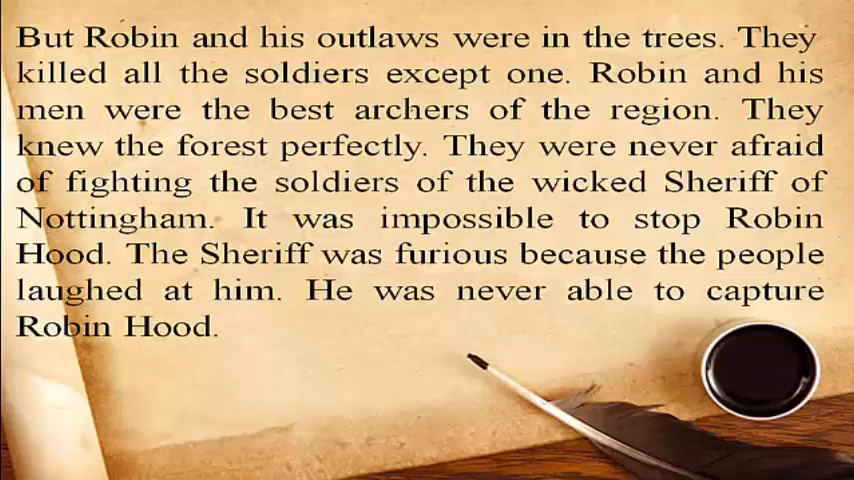 But Robin and his outlaws were in the trees. They
killed all the soldiers except one. Robin and his
men were the best archers of the region. They
knew the forest perfectly. They were never afraid
of fighting the soldiers of the wicked Sheriff of
Nottingham. It was impossible to stop Robin
Hood. The Sheriff was furious because the people
laughed at him. He was never able to capture
Robin Hood.